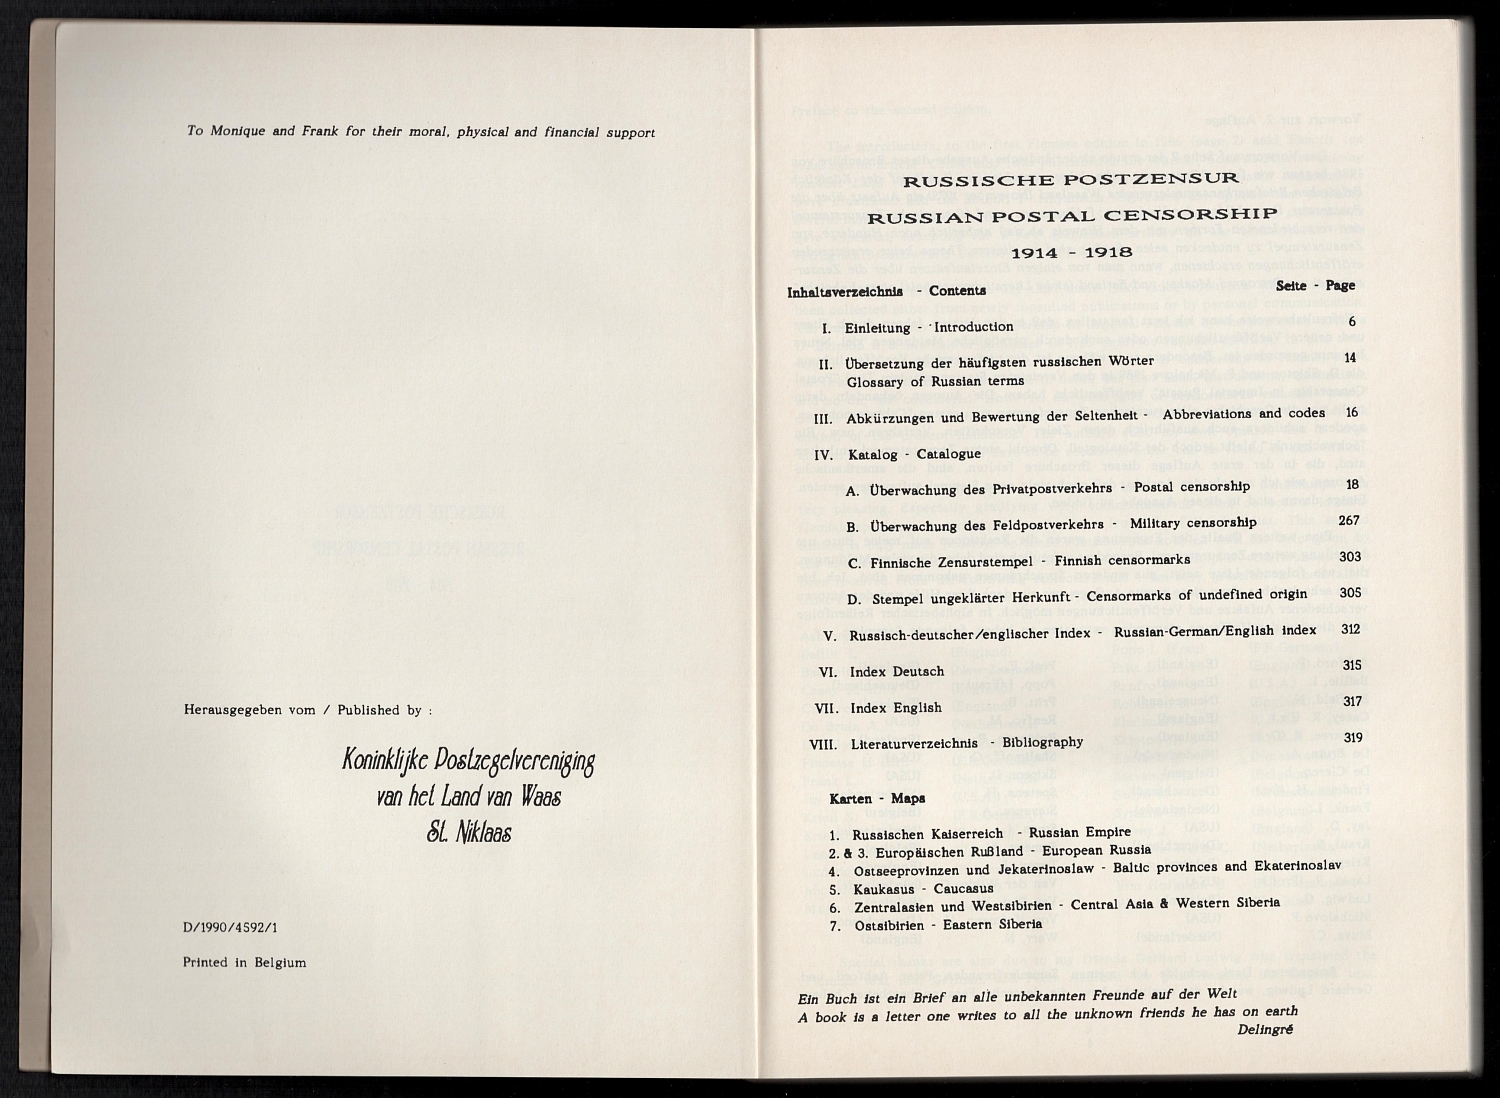 To Monique and Frank for their moral, physical and financial support
Herausgegeben vom / Published by :
Koninklijke Postzegelvereniging
van het Land van Waas
St. Niklaas
D/1990/4592/1
Printed in Belgium
RUSSISCHE POSTZENSUR
RUSSIAN POSTAL CENSORSHIP
1914 - 1918
Inhaltsverzeichnis - Contents Seite - Page
I. Einleitung - Introduction 6
II. Übersetzung der häufigsten russischen Wörter 14
Glossary of Russian terms
III. Abkürzungen und Bewertung der Seltenheit - Abbreviations and codes 16
IV. Katalog - Catalogue
A. Überwachung des Privatpostverkehrs - Postal censorship 18
B. Überwachung des Feldpostverkehrs - Military censorship 267
C. Finnische Zensurstempel - Finnish censormarks 303
D. Stempel ungeklärter Herkunft - Censormarks of undefined origin 305
V. Russisch-deutscher/englischer Index - Russian-German/English index 312
VI. Index Deutsch 315
VII. Index English 317
VIII. Literaturverzeichnis - Bibliography 319
Karten - Maps
1. Russischen Kaiserreich - Russian Empire
2. & 3. Europäischen Rußland - European Russia
4. Ostseeprovinzen und Jekaterinoslaw - Baltic provinces and Ekaterinoslav
5. Kaukasus - Caucasus
6. Zentralasien und Westsibirien - Central Asia & Western Siberia
7. Ostsibirien - Eastern Siberia
Ein Buch ist ein Brief an alle unbekannten Freunde auf der Welt
A book is a letter one writes to all the unknown friends he has on earth
Delingré